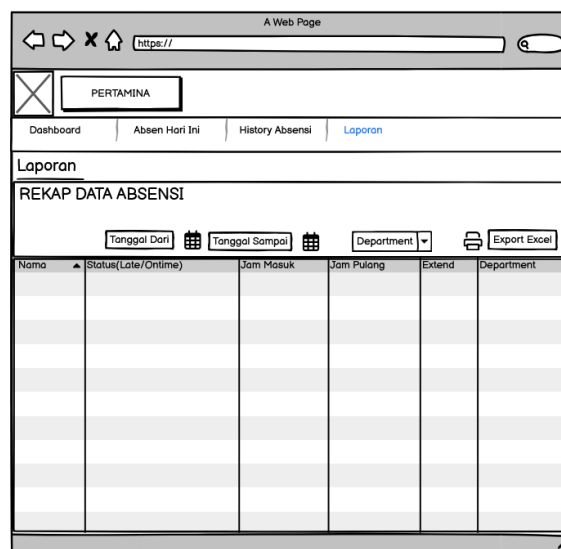 A Web Page
https://
PERTAMINA
Dashboard Absen Hari Ini History Absensi Laporan
Laporan
REKAP DATA ABSENSI
Tanggal Dari Tanggal Sampai Department Export Excel
Nama Status(Late/Ontime) Jam Masuk Jam Pulang Extend Department